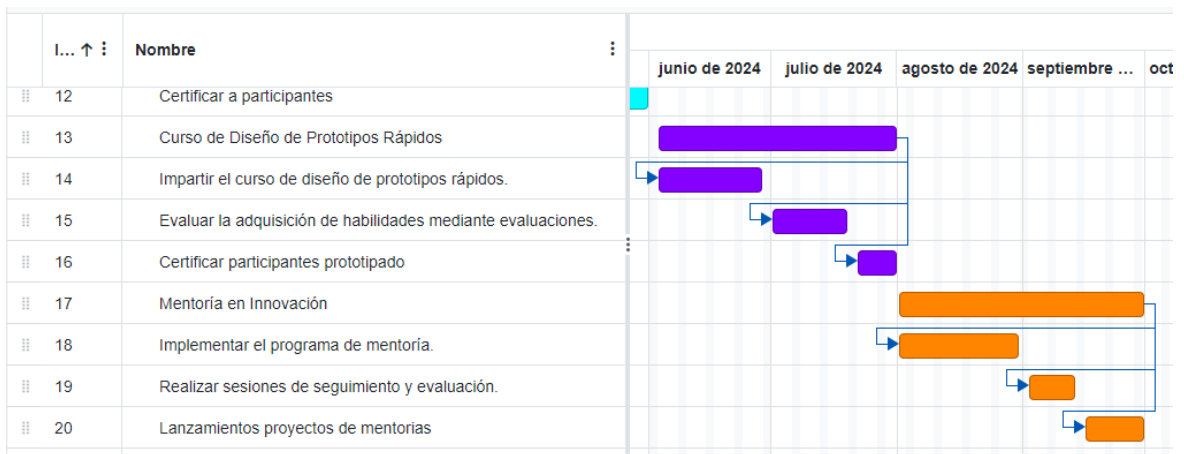 I... ↑ Nombre
junio de 2024 julio de 2024 agosto de 2024 septiembre ... oct
12 Certificar a participantes
13 Curso de Diseño de Prototipos Rápidos
14 Impartir el curso de diseño de prototipos rápidos.
15 Evaluar la adquisición de habilidades mediante evaluaciones.
16 Certificar participantes prototipado
17 Mentoría en Innovación
18 Implementar el programa de mentoría.
19 Realizar sesiones de seguimiento y evaluación.
20 Lanzamientos proyectos de mentorias